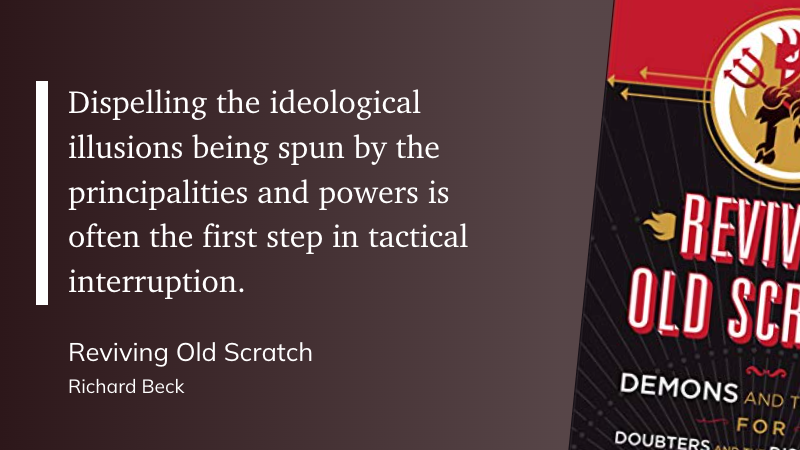 Dispelling the ideological
illusions being spun by the
principalities and powers is
often the first step in tactical
interruption.
Reviving Old Scratch
Richard Beck
REVIV
OLD SCR
DEMONS AND T
FOR
DOUBTERS AND THE DIS